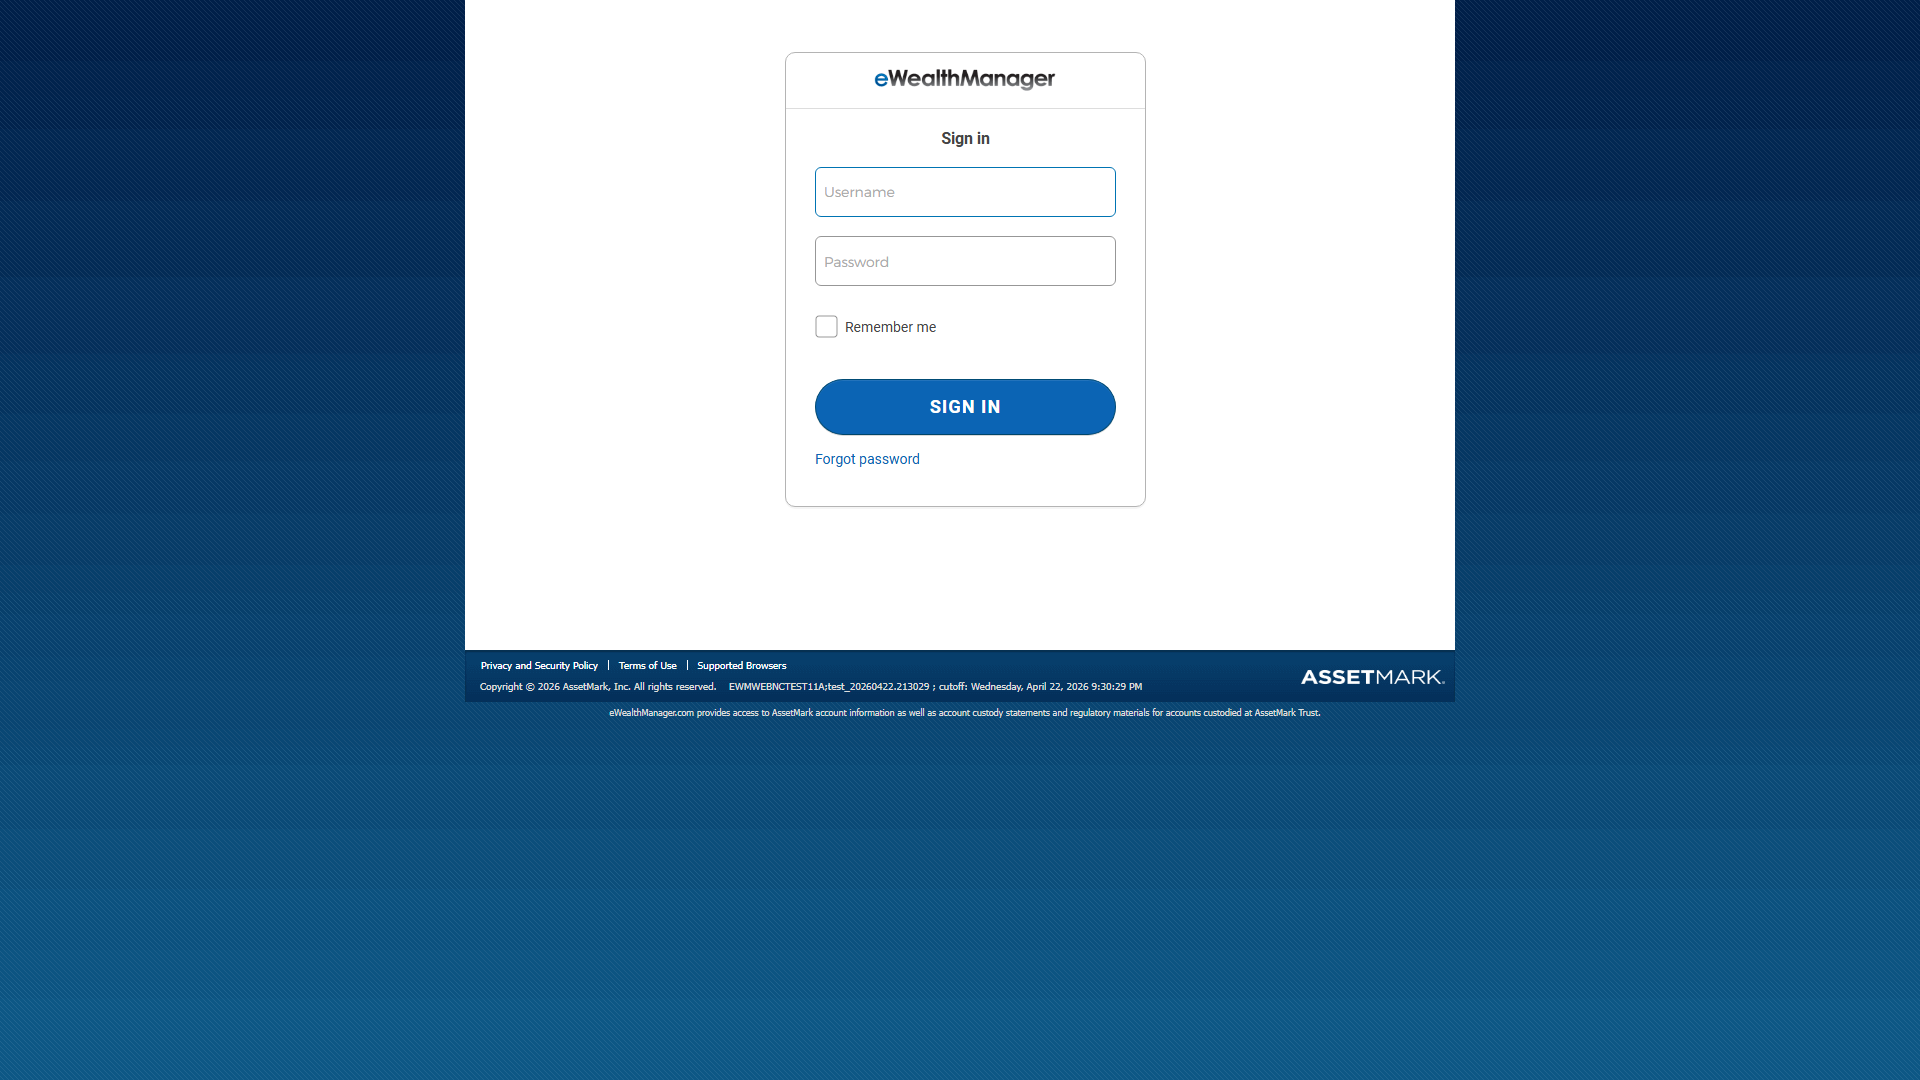 eWealthManager
Sign in
Username
Password
Remember me
SIGN IN
Forgot password
Privacy and Security Policy | Terms of Use | Supported Browsers
Copyright © 2026 AssetMark, Inc. All rights reserved. EWMWEBNCTEST11A;test_20260422.213029 ; cutoff: Wednesday, April 22, 2026 9:30:29 PM
ASSETMARK.
eWealthManager.com provides access to AssetMark account information as well as account custody statements and regulatory materials for accounts custodied at AssetMark Trust.